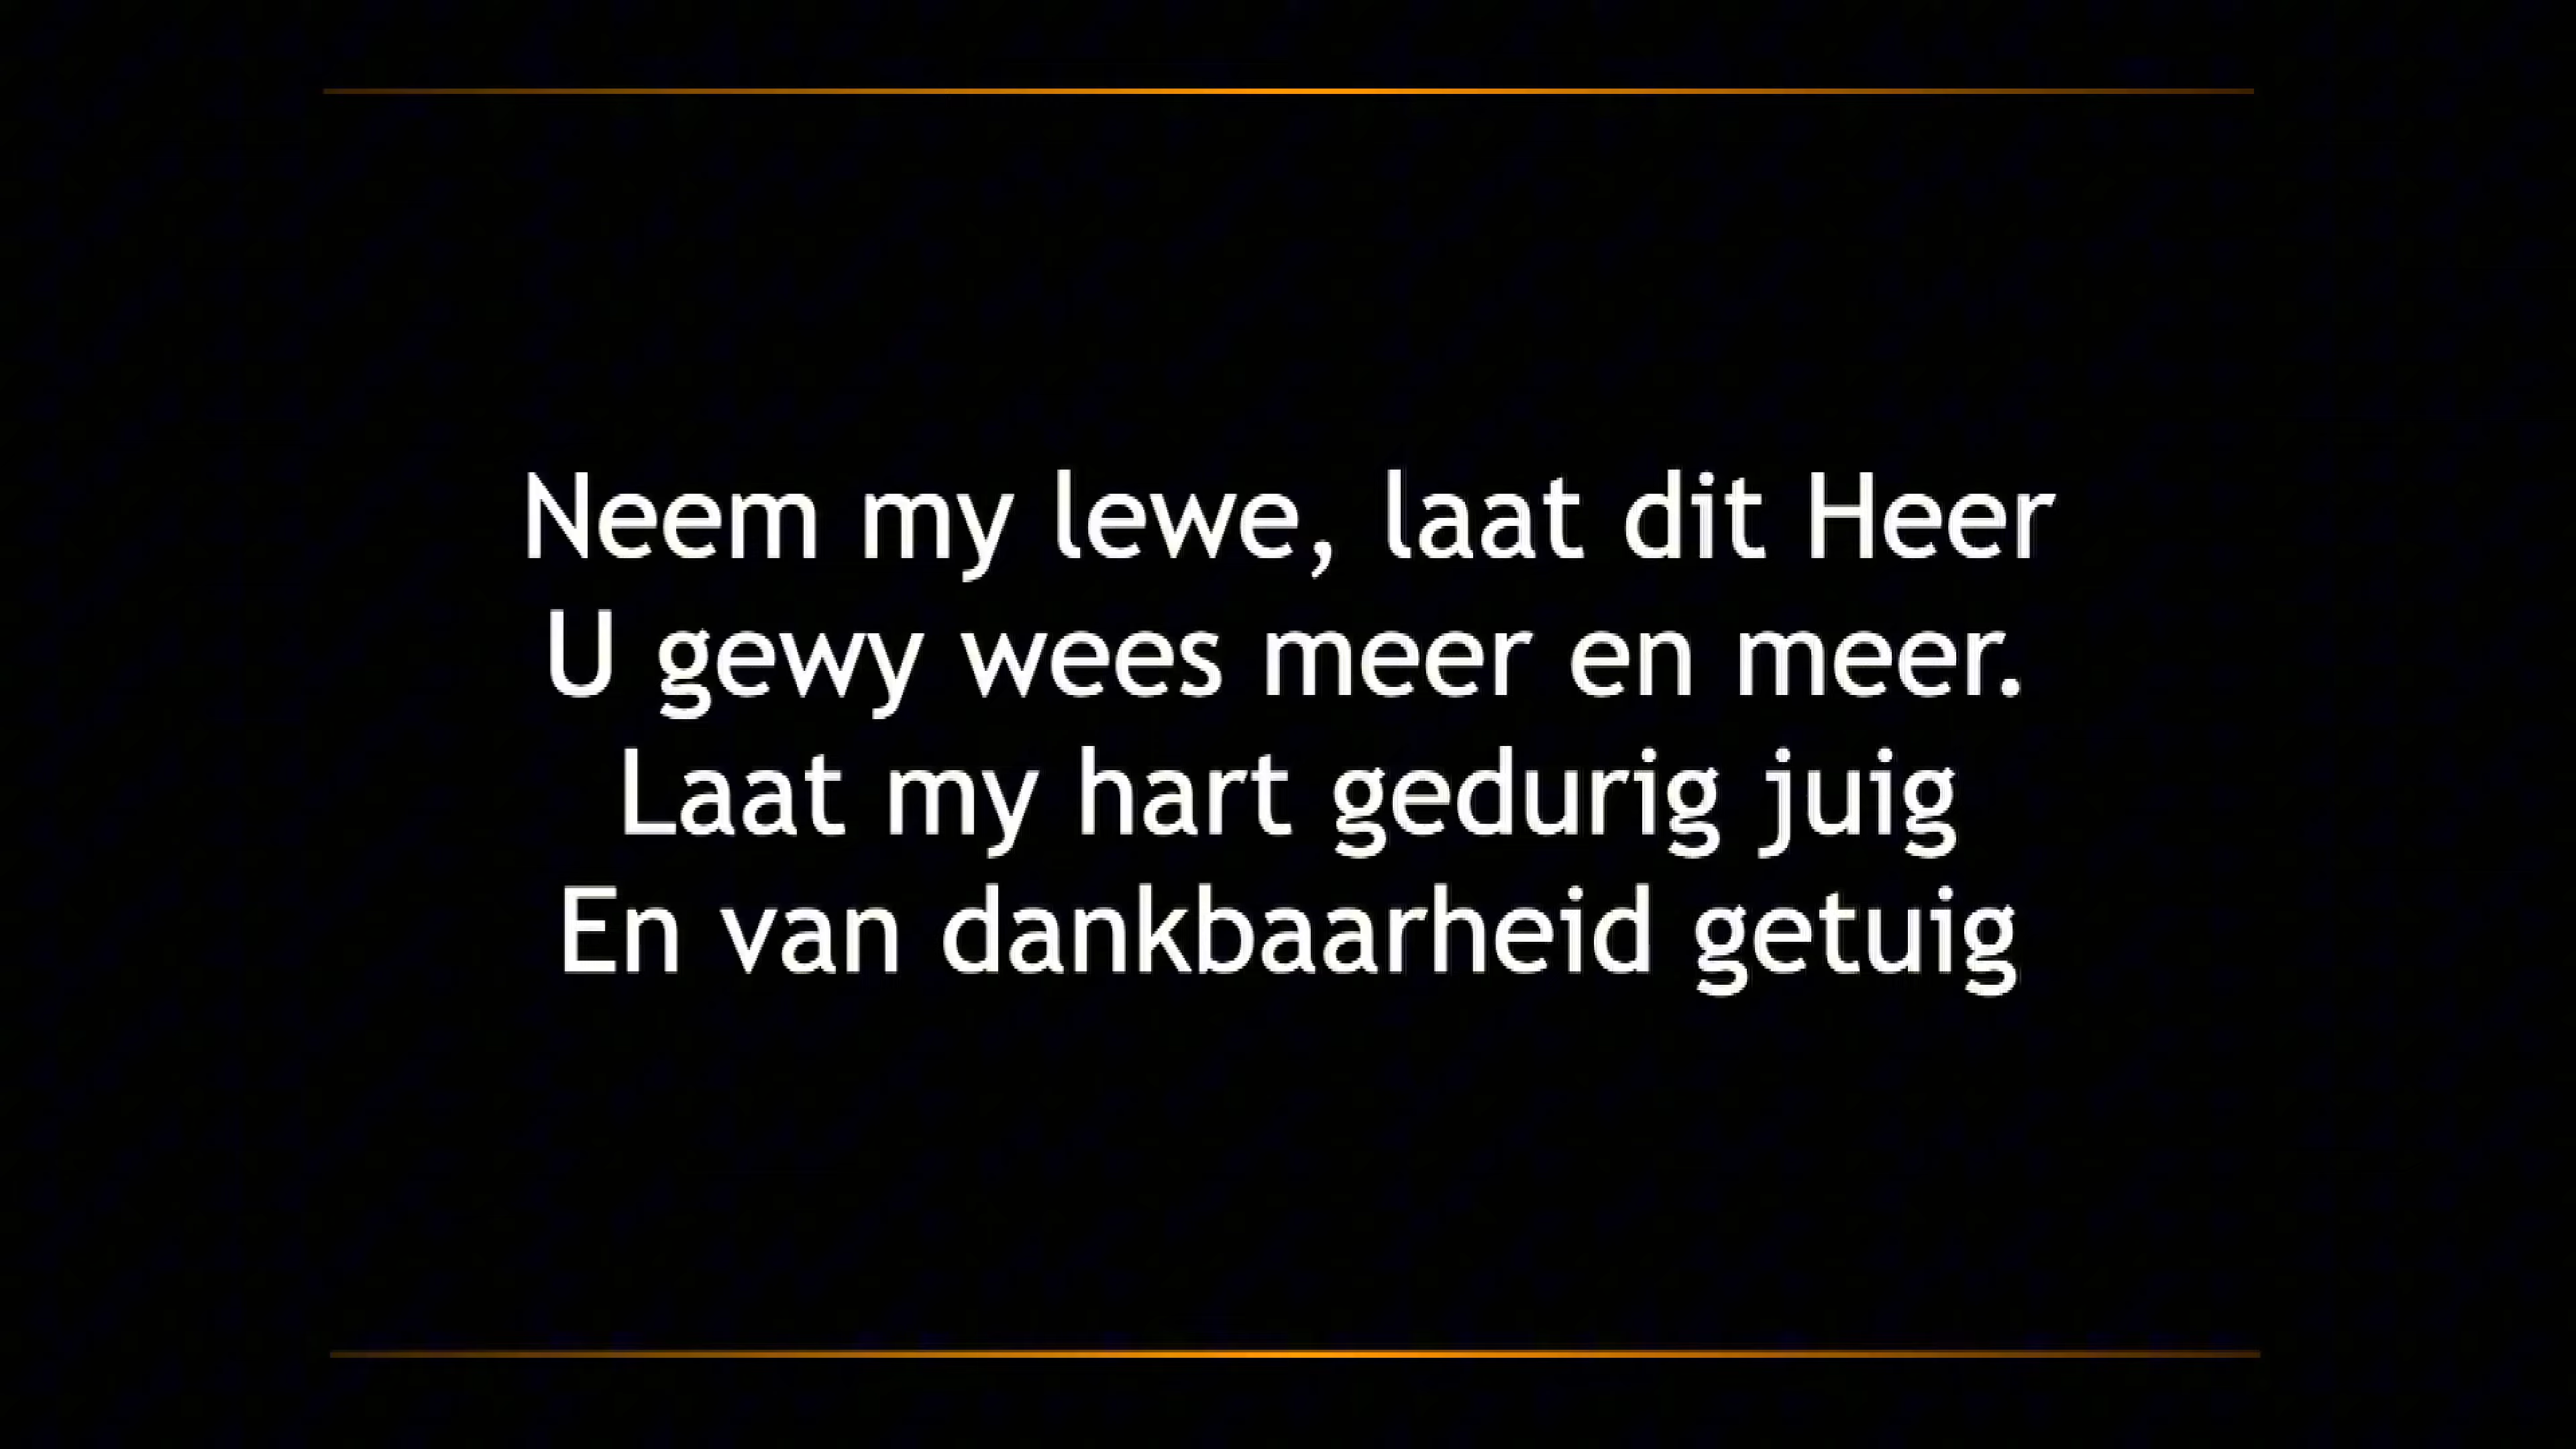 Neem my lewe, laat dit Heer
U gewy wees meer en meer.
Laat my hart gedurig juig
En van dankbaarheid getuig